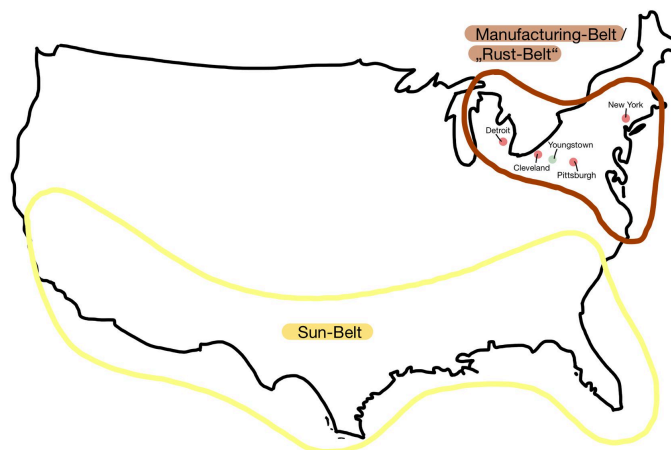 Manufacturing-Belt /
„Rust-Belt“
New York
Detroit
Youngstown
Cleveland
Pittsburgh
Sun-Belt